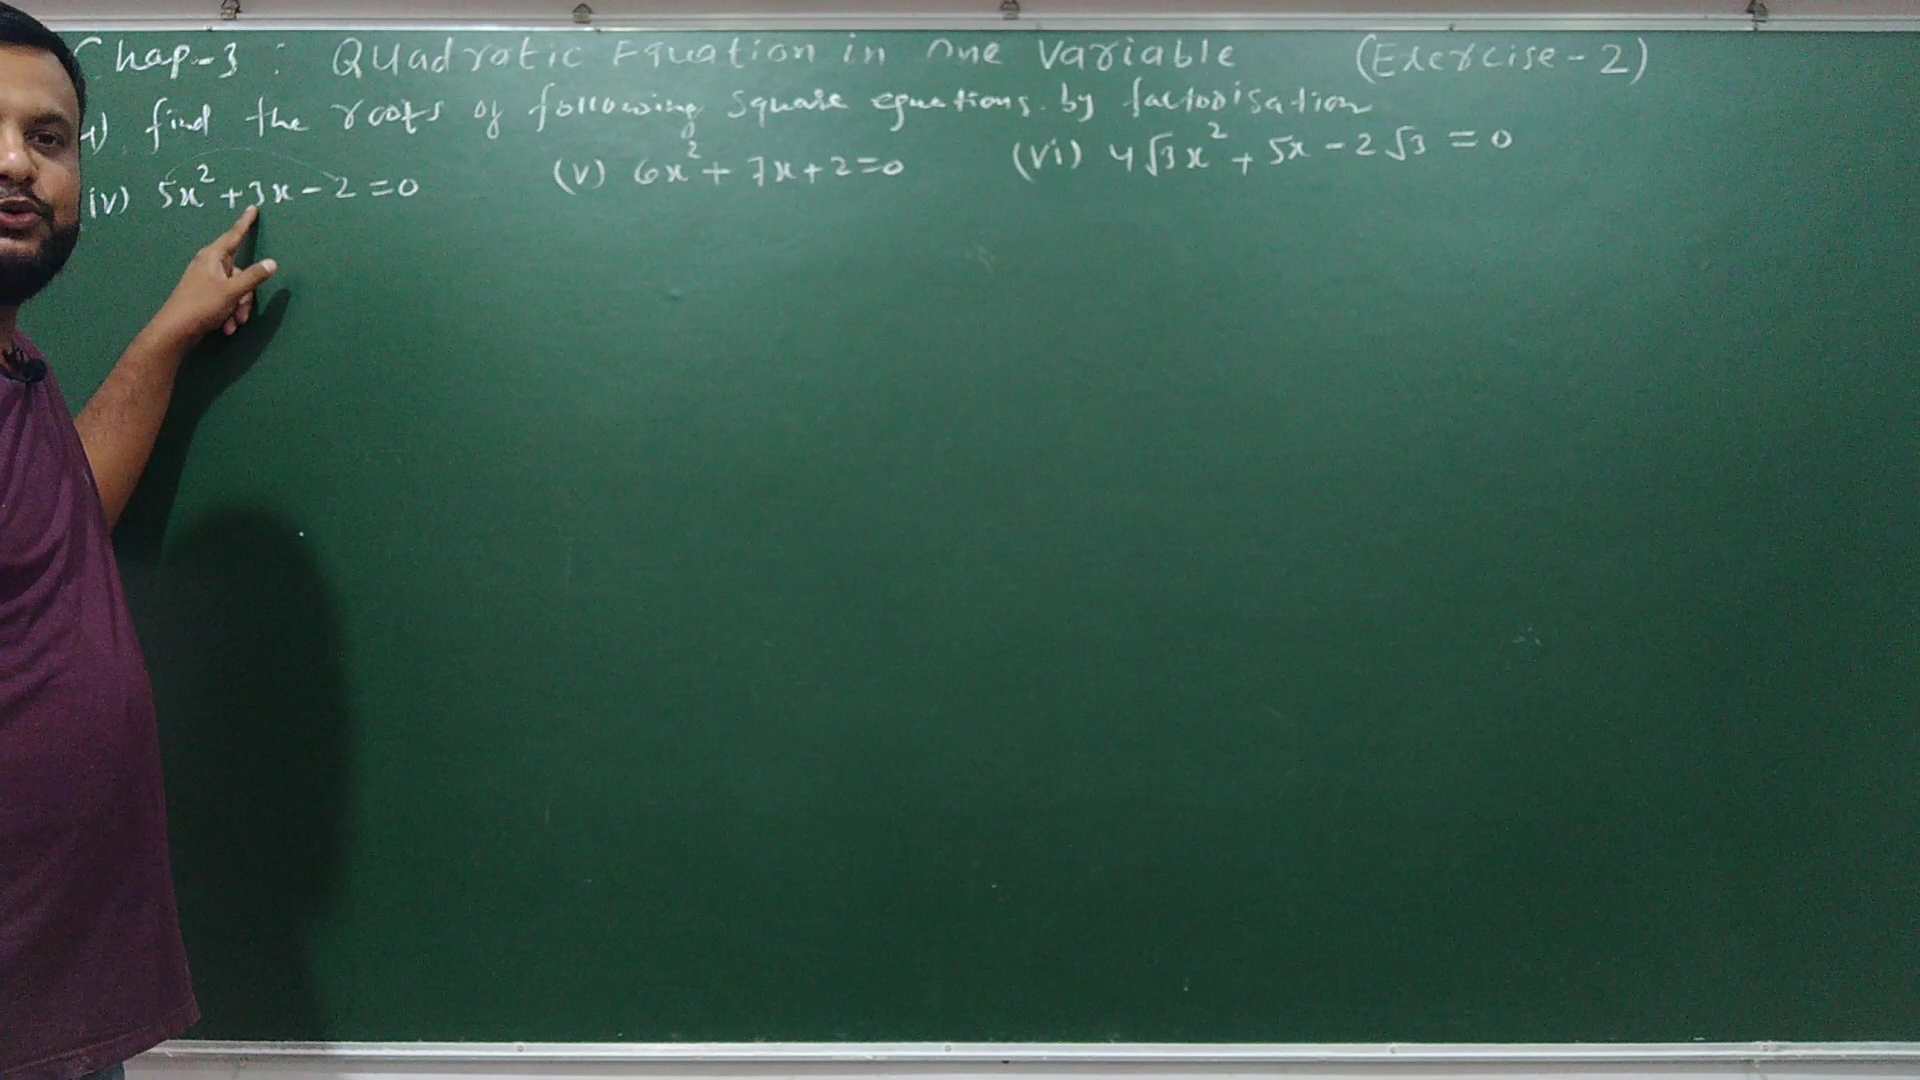 Chap-3 : Quadratic Equation in One Variable (Exercise-2)
1) find the roots of following square equations by factorisation
iv) 5x² + 3x - 2 = 0 (v) 6x² + 7x + 2 = 0 (vi) 4√3x² + 5x - 2√3 = 0